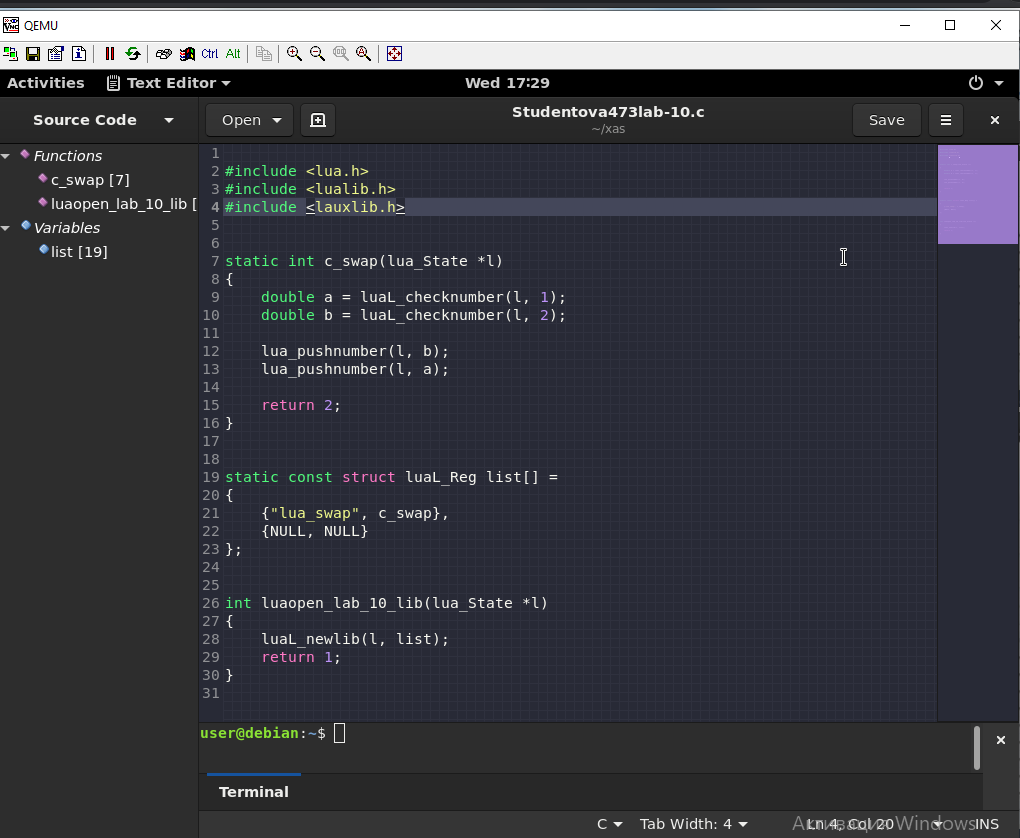 QEMU
Ctrl Alt
Activities Text Editor Wed 17:29
Source Code Open Studentova473lab-10.c Save
~/xas
Functions
c_swap [7]
luaopen_lab_10_lib [
Variables
list [19]
1
2 #include <lua.h>
3 #include <lualib.h>
4 #include <lauxlib.h>
5
6
7 static int c_swap(lua_State *l)
8 {
9     double a = luaL_checknumber(l, 1);
10     double b = luaL_checknumber(l, 2);
11
12     lua_pushnumber(l, b);
13     lua_pushnumber(l, a);
14
15     return 2;
16 }
17
18
19 static const struct luaL_Reg list[] =
20 {
21     {"lua_swap", c_swap},
22     {NULL, NULL}
23 };
24
25
26 int luaopen_lab_10_lib(lua_State *l)
27 {
28     luaL_newlib(l, list);
29     return 1;
30 }
31
user@debian:~$
Terminal
C Tab Width: 4 Ln 4, Col 20 INS
Активация Windows